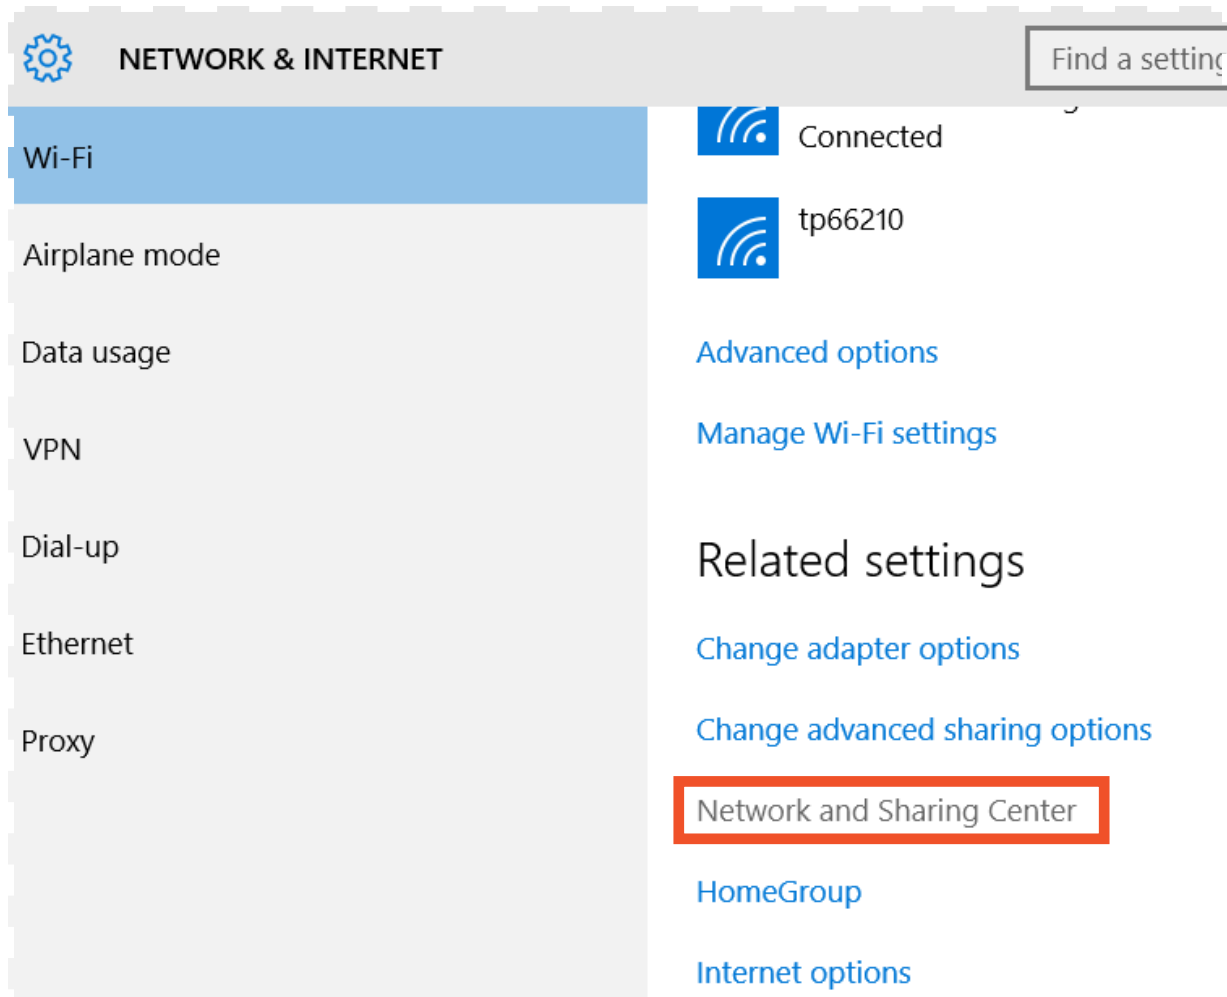 NETWORK & INTERNET
Find a setting
Wi-Fi
Airplane mode
Data usage
VPN
Dial-up
Ethernet
Proxy
Connected
tp66210
Advanced options
Manage Wi-Fi settings
Related settings
Change adapter options
Change advanced sharing options
Network and Sharing Center
HomeGroup
Internet options